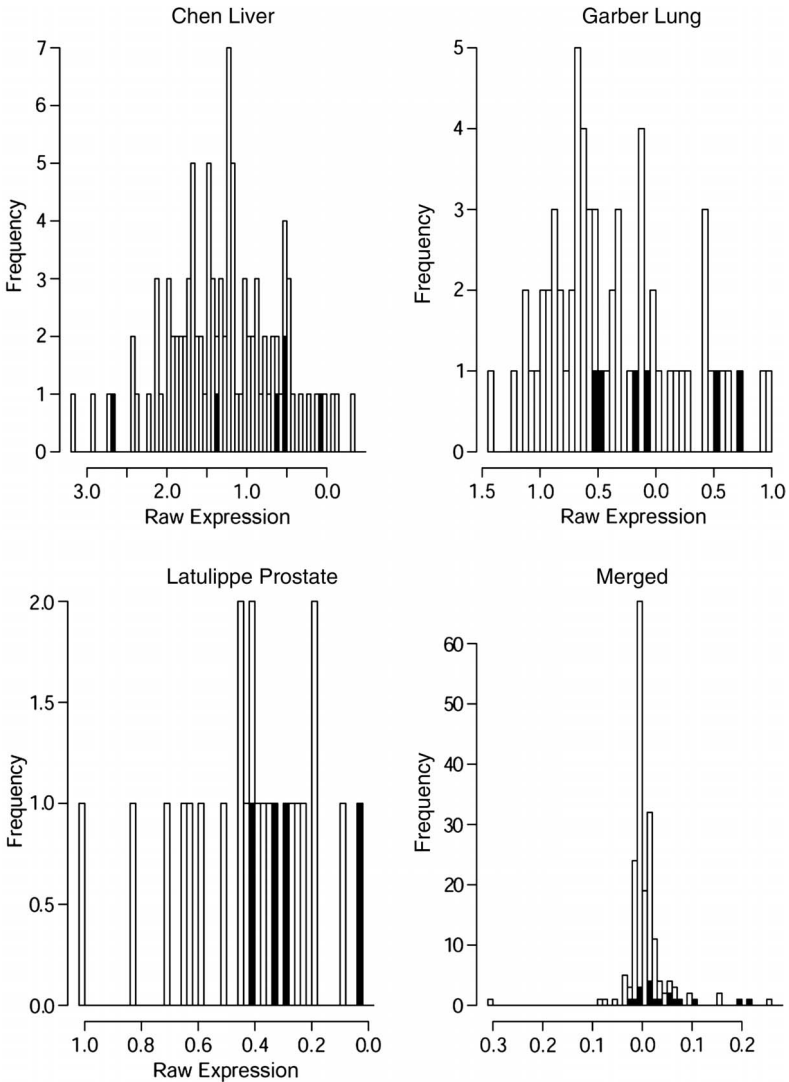 Chen Liver
Frequency
7
6
5
4
3
2
1
0
3.0 2.0 1.0 0.0
Raw Expression
Garber Lung
Frequency
5
4
3
2
1
0
1.5 1.0 0.5 0.0 0.5 1.0
Raw Expression
Latulippe Prostate
Frequency
2.0
1.5
1.0
0.5
0.0
1.0 0.8 0.6 0.4 0.2 0.0
Raw Expression
Merged
Frequency
60
50
40
30
20
10
0
0.3 0.2 0.1 0.0 0.1 0.2